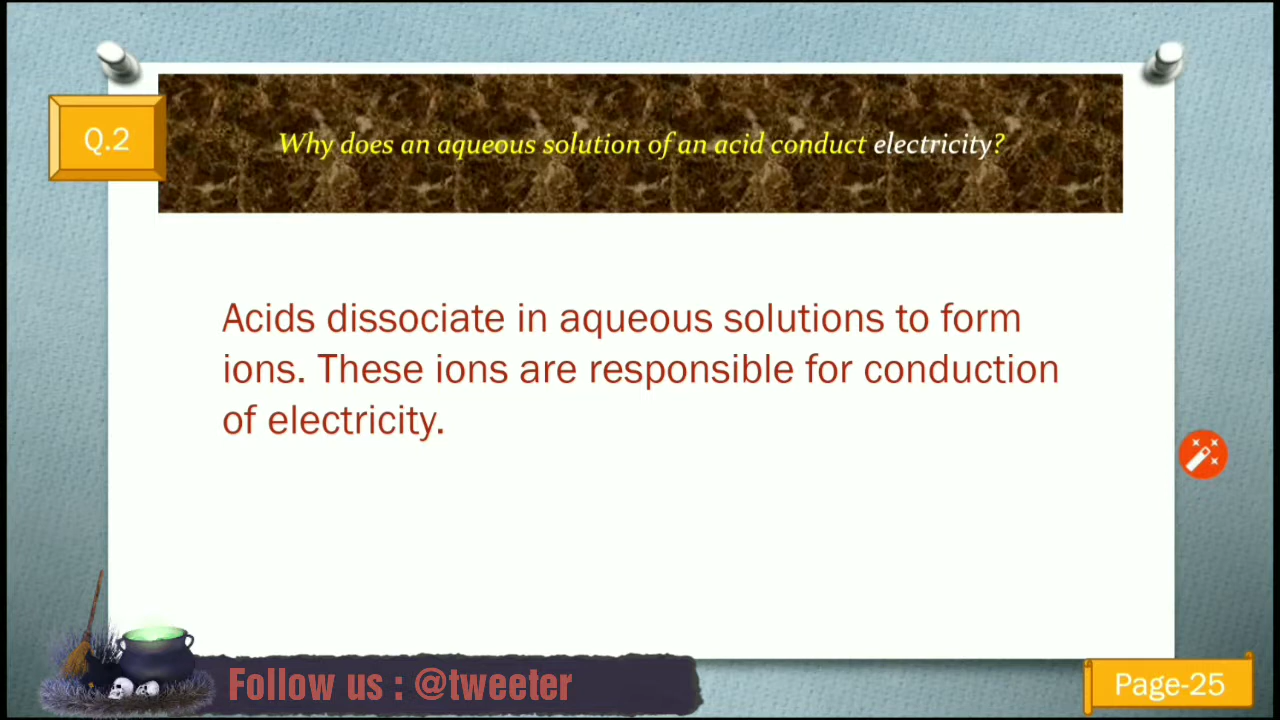 Q.2
Why does an aqueous solution of an acid conduct electricity?
Acids dissociate in aqueous solutions to form
ions. These ions are responsible for conduction
of electricity.
Follow us : @tweeter
Page-25